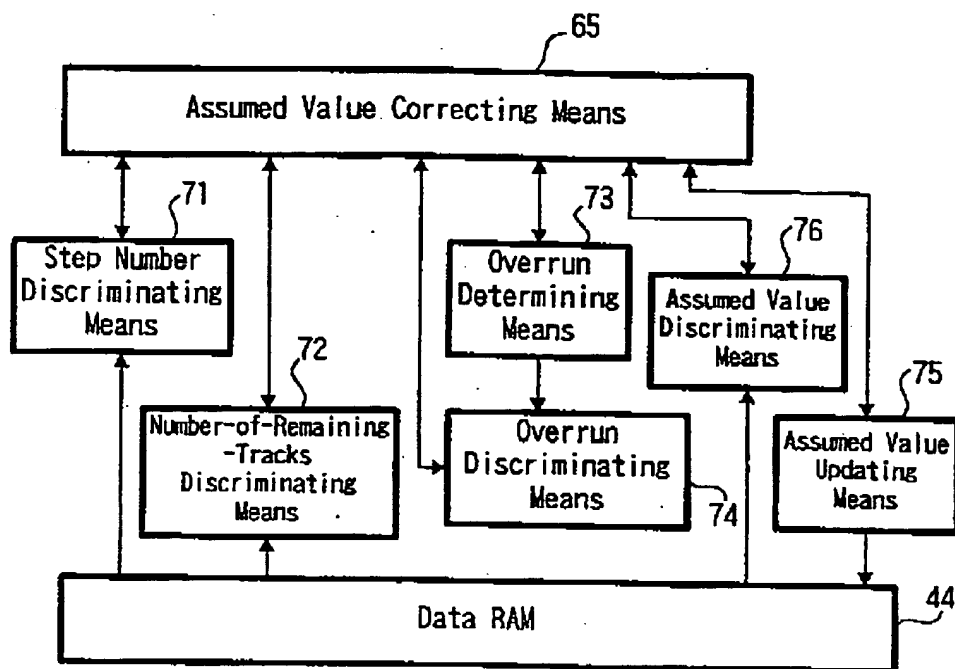 65
Assumed Value Correcting Means
71
Step Number
Discriminating
Means
72
Number-of-Remaining
-Tracks
Discriminating
Means
73
Overrun
Determining
Means
Overrun
Discriminating
Means
74
76
Assumed Value
Discriminating
Means
75
Assumed Value
Updating
Means
Data RAM
44